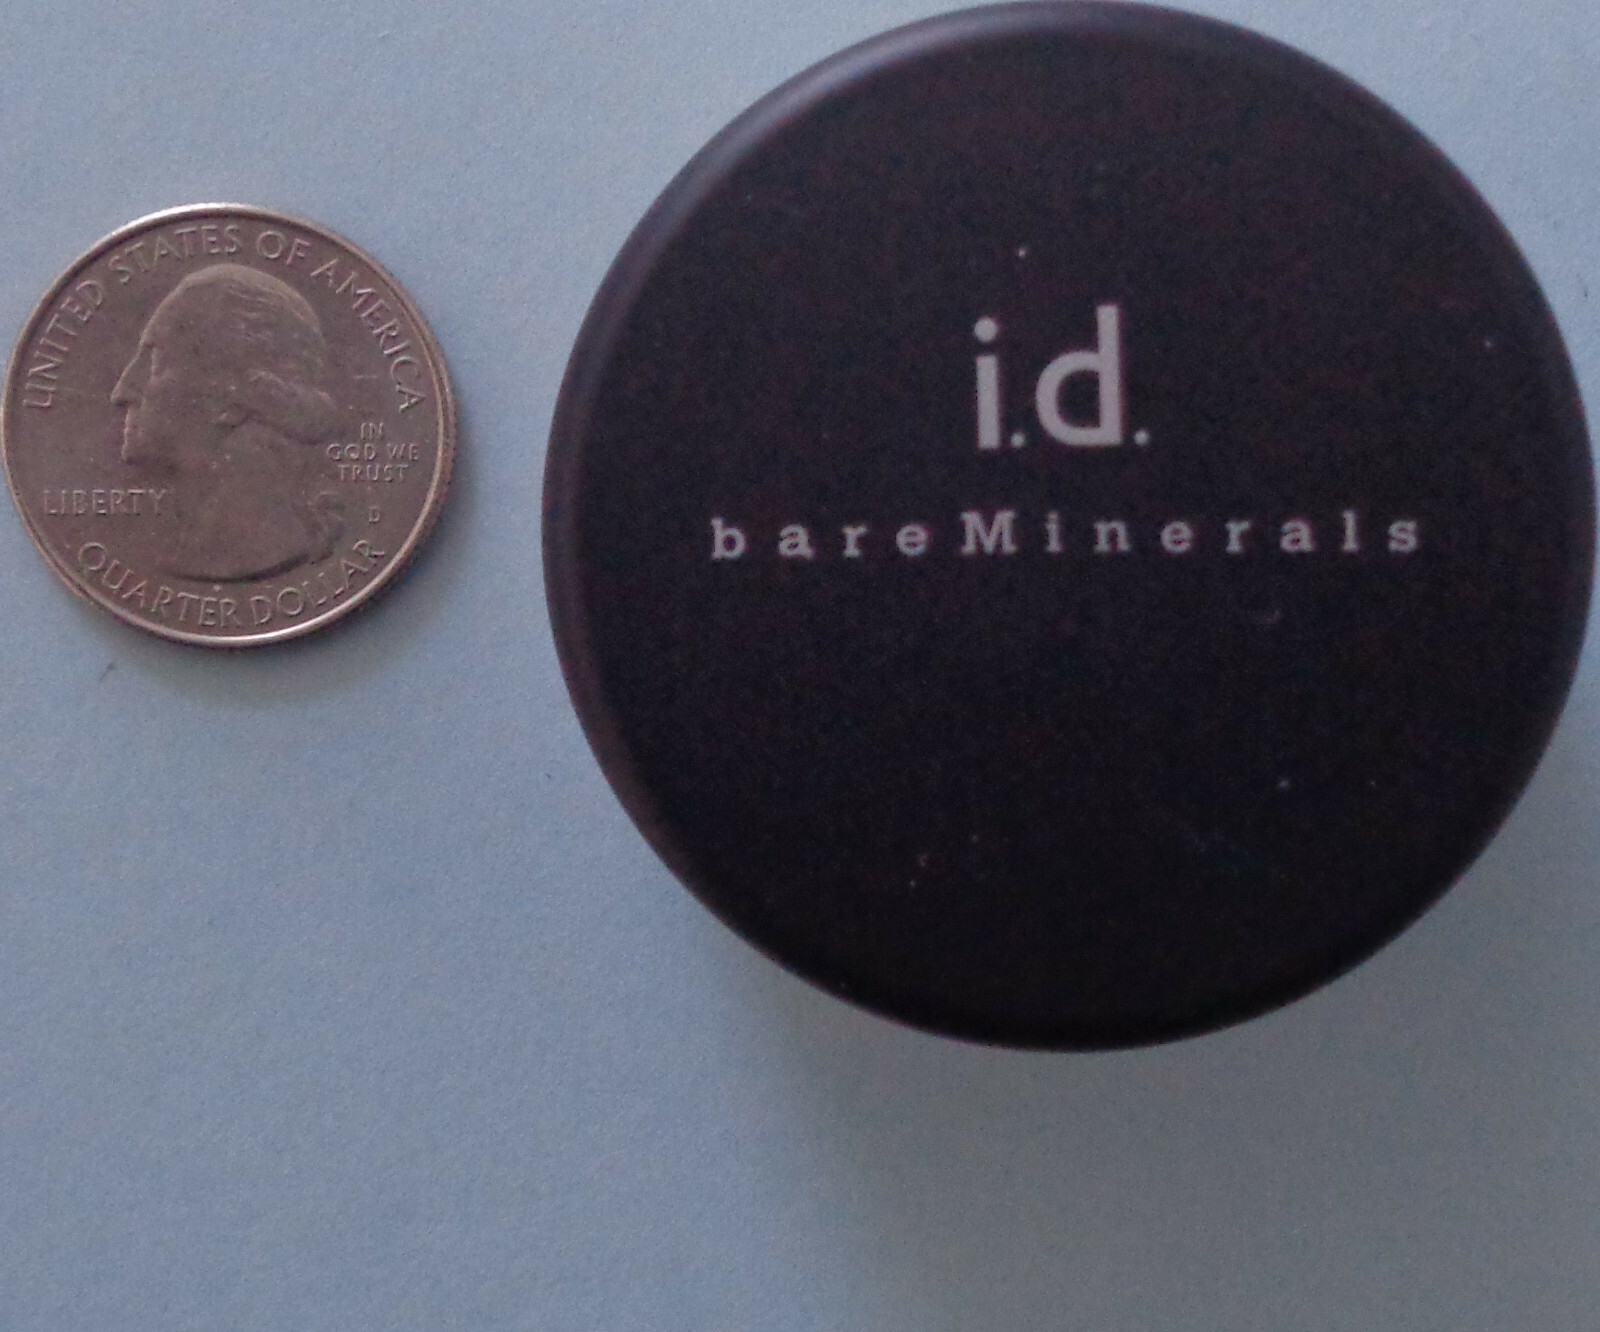 UNITED STATES OF AMERICA
IN
GOD WE
TRUST
LIBERTY
D
QUARTER DOLLAR
i.d.
bareMinerals